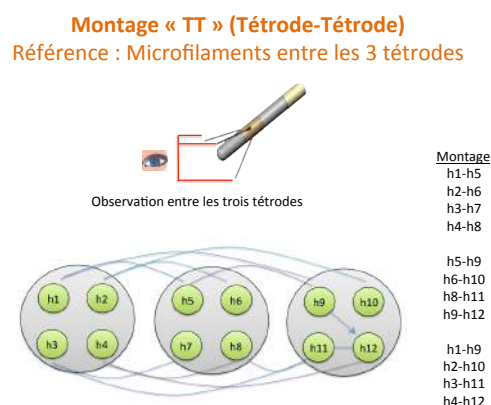 Montage « TT » (Tétrode-Tétrode)
Référence : Microfilaments entre les 3 tétrodes
Observation entre les trois tétrodes
Montage
h1-h5
h2-h6
h3-h7
h4-h8
h5-h9
h6-h10
h8-h11
h9-h12
h1-h9
h2-h10
h3-h11
h4-h12
h1 h2 h5 h6 h9 h10
h3 h4 h7 h8 h11 h12